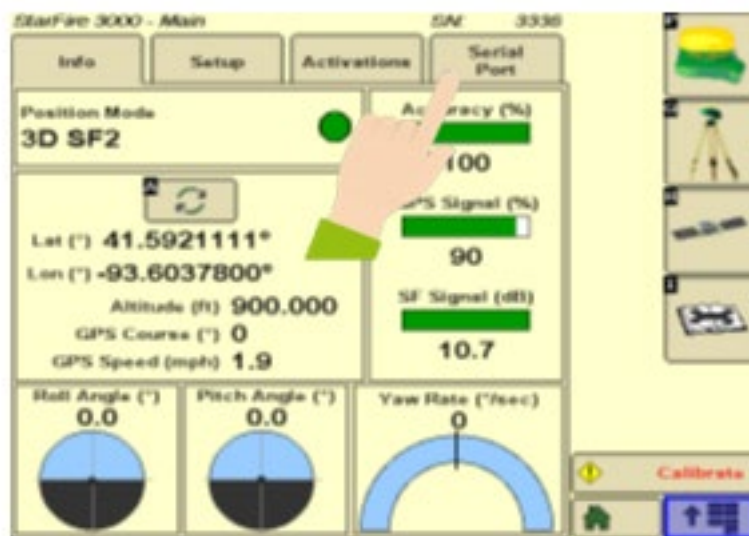 StarFire 3000 - Main
SN: 3336
Info
Setup
Activations
Serial
Port
Position Mode
3D SF2
Accuracy (%)
100
GPS Signal (%)
90
SF Signal (dB)
10.7
Lat (°) 41.5921111°
Lon (°) -93.6037800°
Altitude (ft) 900.000
GPS Course (°) 0
GPS Speed (mph) 1.9
Roll Angle (°)
0.0
Pitch Angle (°)
0.0
Yaw Rate (°/sec)
0
Calibrate